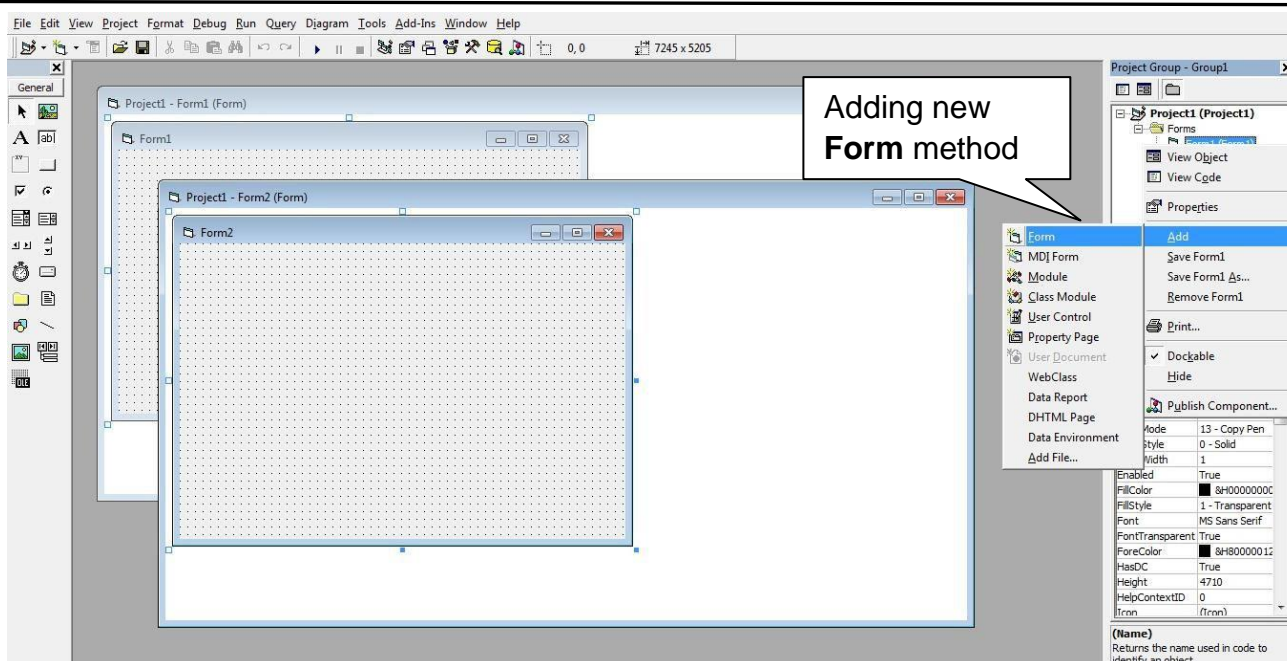 File Edit View Project Format Debug Run Query Diagram Tools Add-Ins Window Help
0, 0 7245 x 5205
General
A ab|
XY
OLE
Project1 - Form1 (Form)
Form1
Project1 - Form2 (Form)
Form2
Adding new
Form method
Project Group - Group1
Project1 (Project1)
Forms
Form1 (Form1)
View Object
View Code
Properties
Add
Save Form1
Save Form1 As...
Remove Form1
Print...
Dockable
Hide
Publish Component...
Form
MDI Form
Module
Class Module
User Control
Property Page
User Document
WebClass
Data Report
DHTML Page
Data Environment
Add File...
Mode 13 - Copy Pen
Style 0 - Solid
Width 1
Enabled True
FillColor &H00000000
FillStyle 1 - Transparent
Font MS Sans Serif
FontTransparent True
ForeColor &H80000012
HasDC True
Height 4710
HelpContextID 0
Icon (Icon)
(Name)
Returns the name used in code to
identify an object